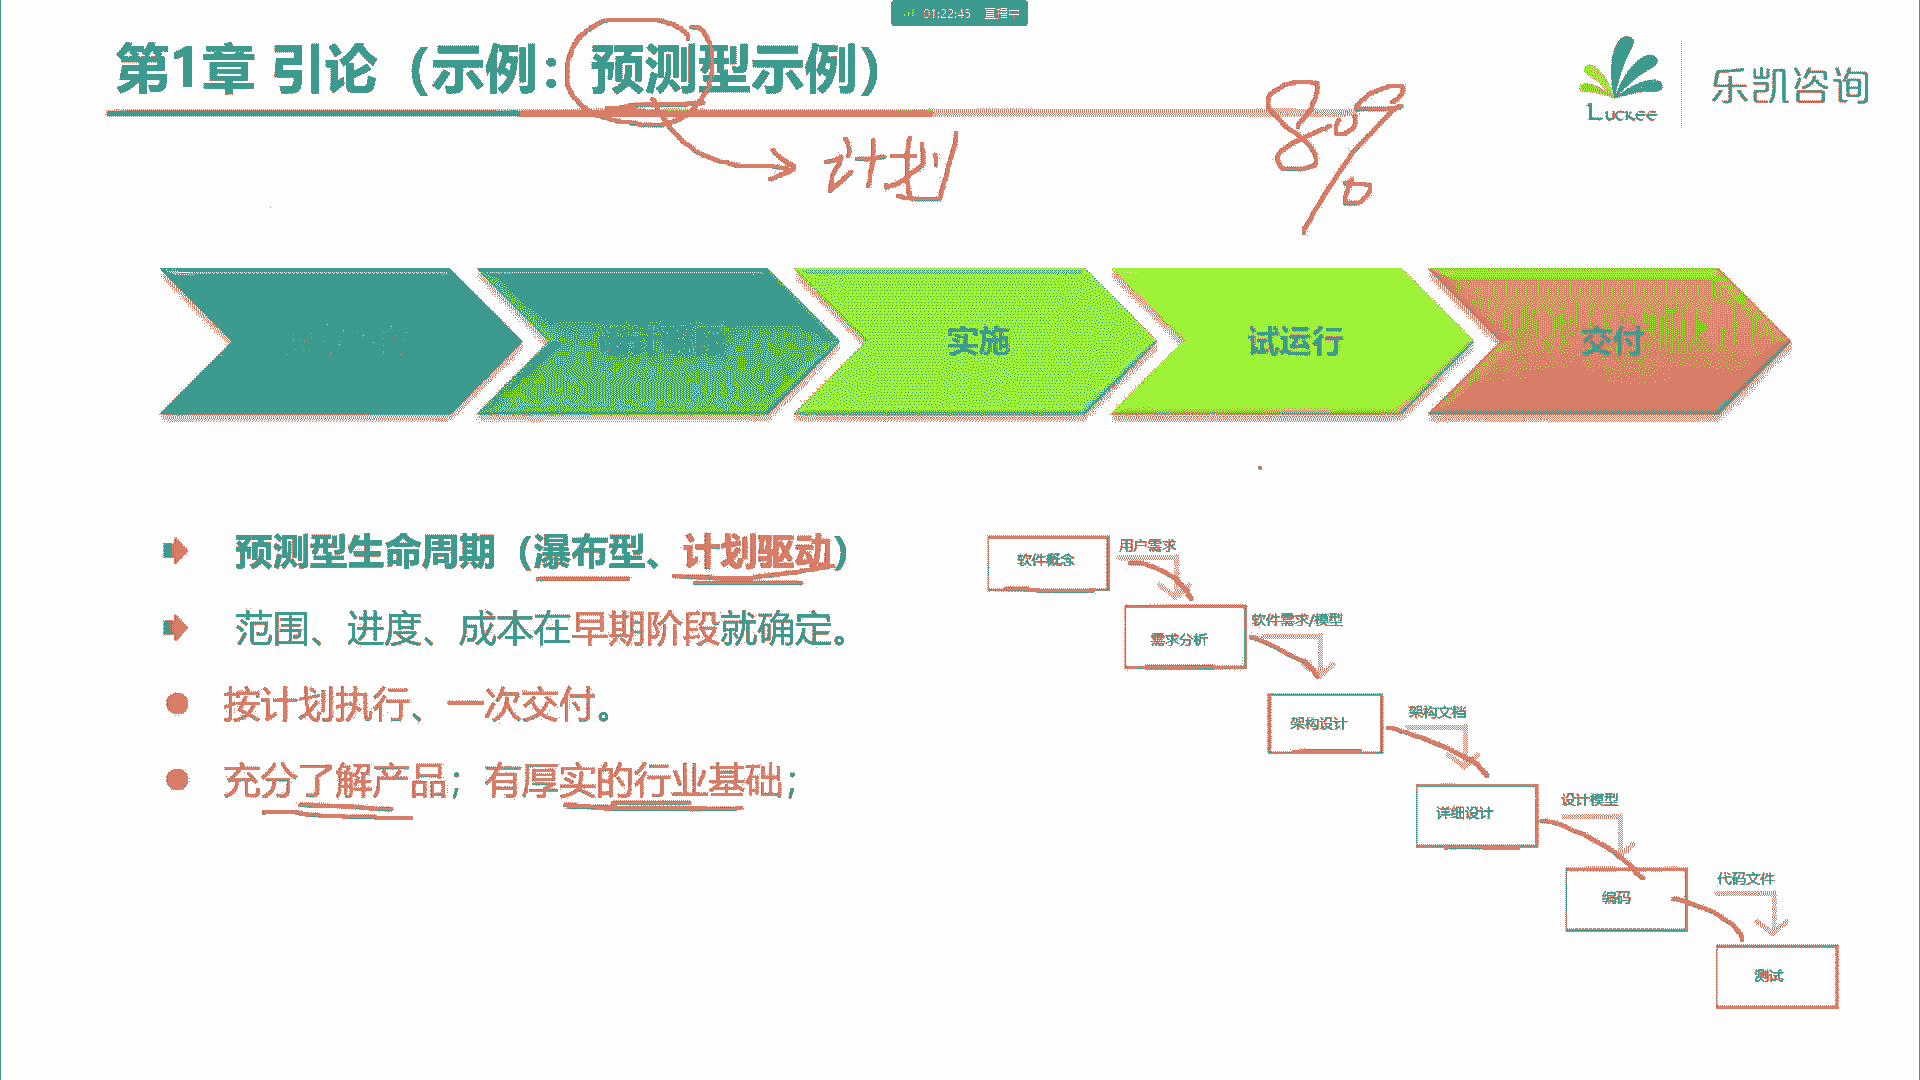 01:22:45 直播中
第1章 引论（示例：预测型示例）
Luckee 乐凯咨询
计划
80%
实施
试运行
交付
预测型生命周期（瀑布型、计划驱动）
范围、进度、成本在早期阶段就确定。
按计划执行、一次交付。
充分了解产品；有厚实的行业基础；
软件概念
用户需求
需求分析
软件需求/模型
架构设计
架构文档
详细设计
设计模型
编码
代码文件
测试